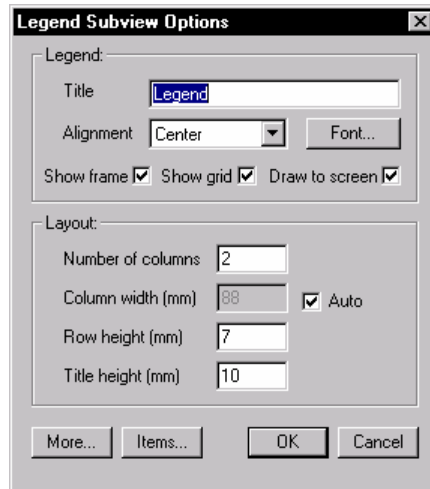 Legend Subview Options
Legend:
Title Legend
Alignment Center Font...
Show frame Show grid Draw to screen
Layout:
Number of columns 2
Column width (mm) 88 Auto
Row height (mm) 7
Title height (mm) 10
More... Items... OK Cancel